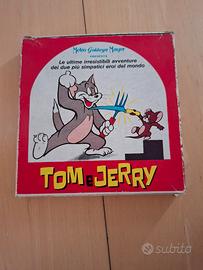 Metro Goldwyn Mayer
PRESENTA
Le ultime irresistibili avventure
dei due più simpatici eroi del mondo
TOM e JERRY
subito